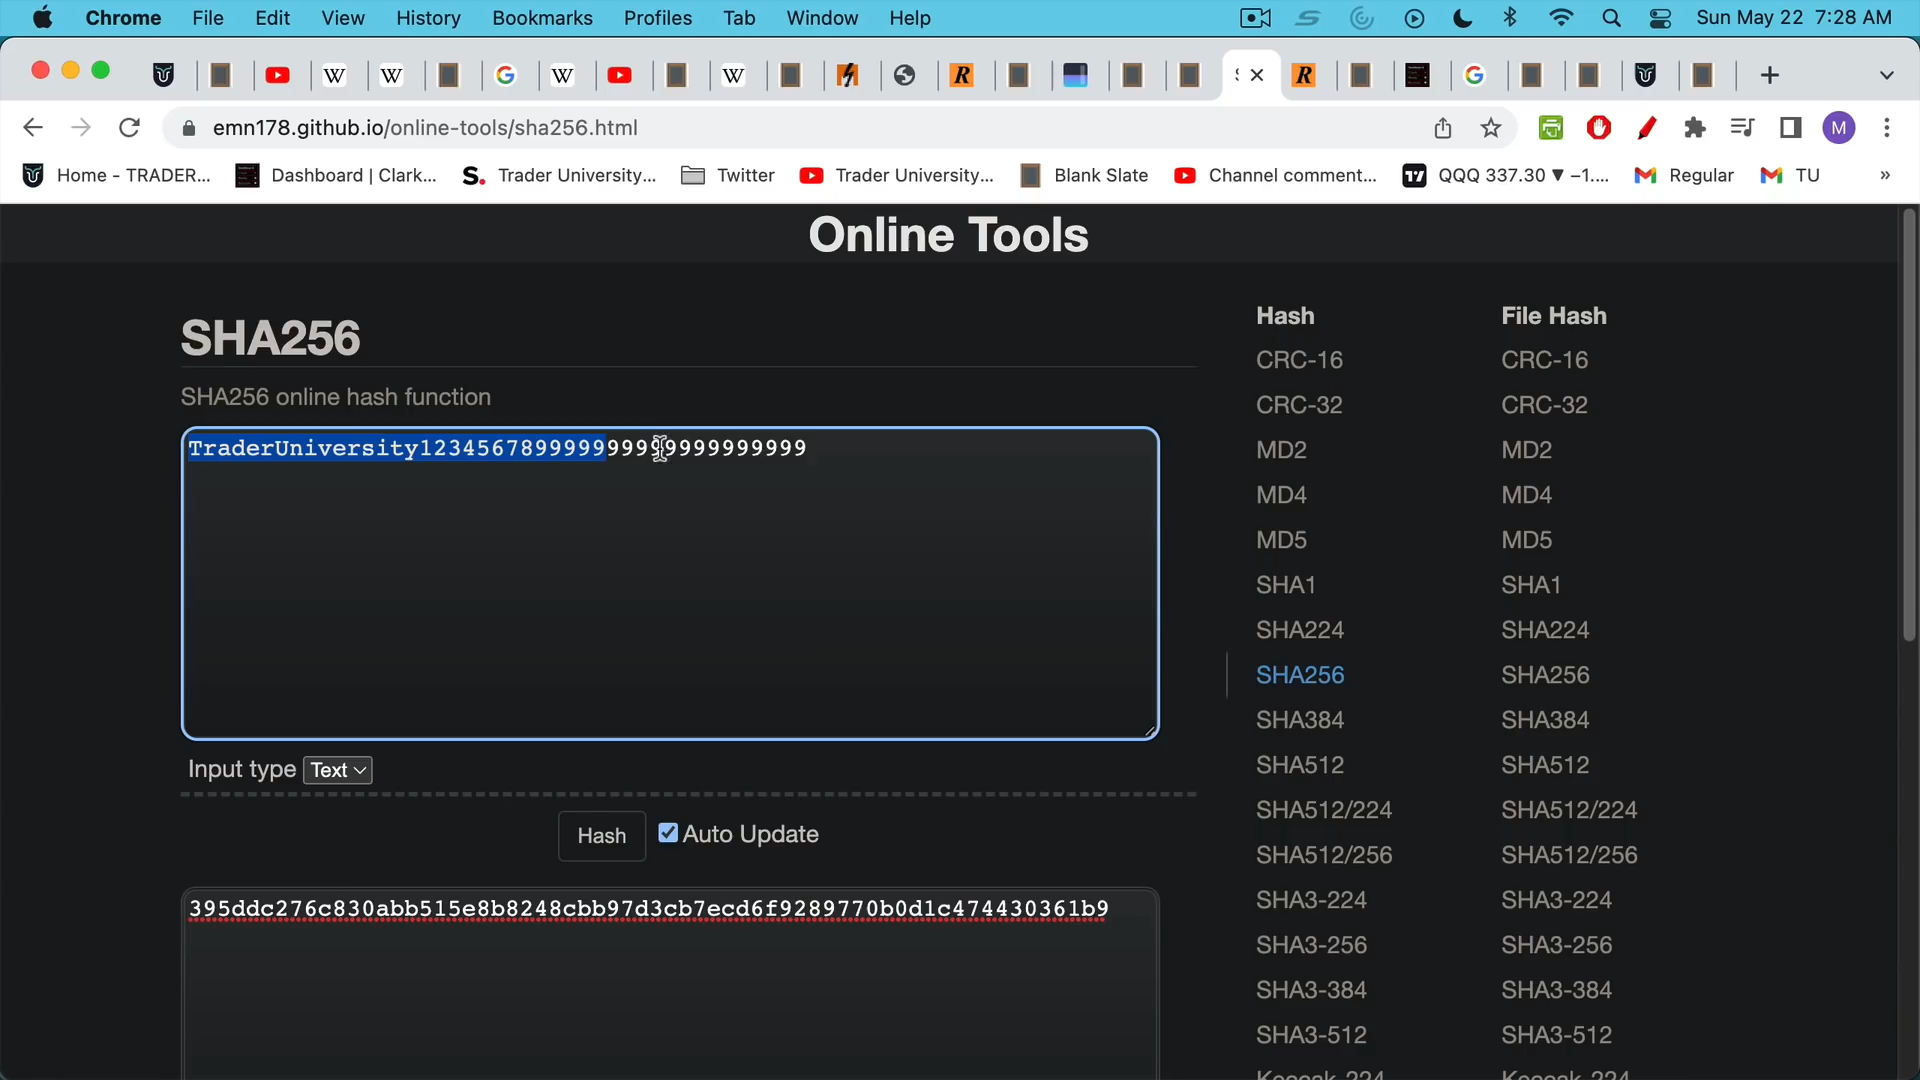 Chrome File Edit View History Bookmarks Profiles Tab Window Help Sun May 22 7:28 AM
emn178.github.io/online-tools/sha256.html M
Home - TRADER... Dashboard | Clark... S. Trader University... Twitter Trader University... Blank Slate Channel comment... QQQ 337.30 ▼ −1.... Regular TU »
Online Tools
SHA256
SHA256 online hash function
TraderUniversity123456789999999999999999999
Input type Text
Hash Auto Update
395ddc276c830abb515e8b8248cbb97d3cb7ecd6f9289770b0d1c474430361b9
Hash
CRC-16
CRC-32
MD2
MD4
MD5
SHA1
SHA224
SHA256
SHA384
SHA512
SHA512/224
SHA512/256
SHA3-224
SHA3-256
SHA3-384
SHA3-512
Keccak-224
File Hash
CRC-16
CRC-32
MD2
MD4
MD5
SHA1
SHA224
SHA256
SHA384
SHA512
SHA512/224
SHA512/256
SHA3-224
SHA3-256
SHA3-384
SHA3-512
Keccak-224